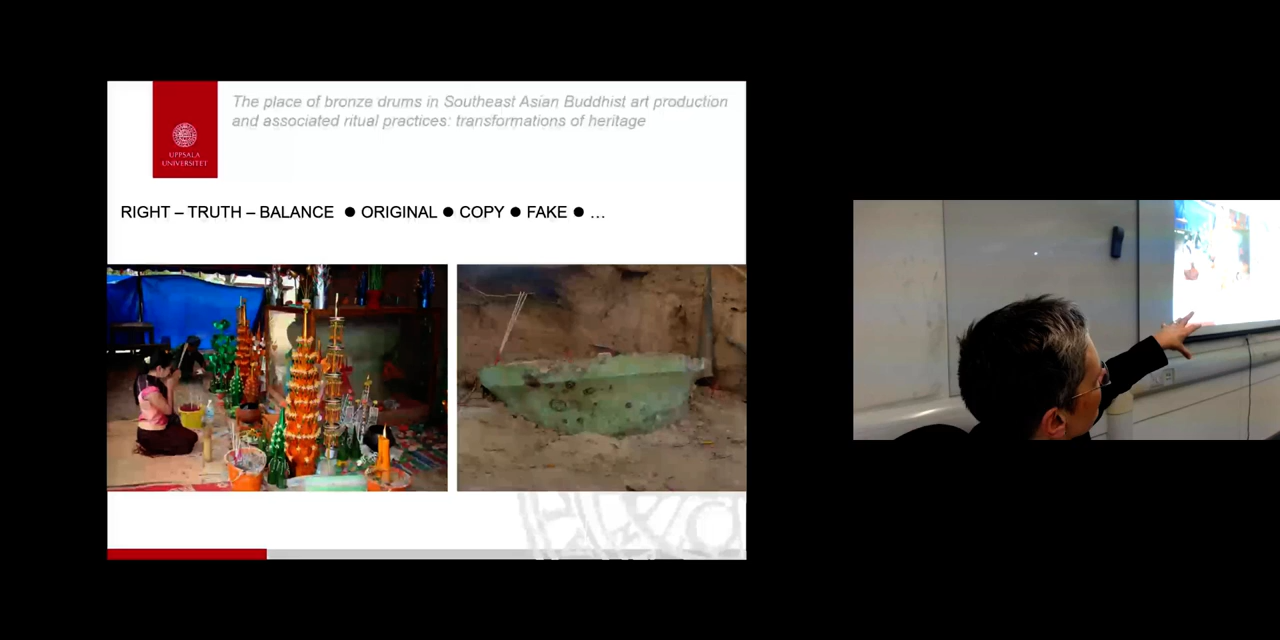 The place of bronze drums in Southeast Asian Buddhist art production
and associated ritual practices: transformations of heritage
UPPSALA
UNIVERSITET
RIGHT – TRUTH – BALANCE ● ORIGINAL ● COPY ● FAKE ● …